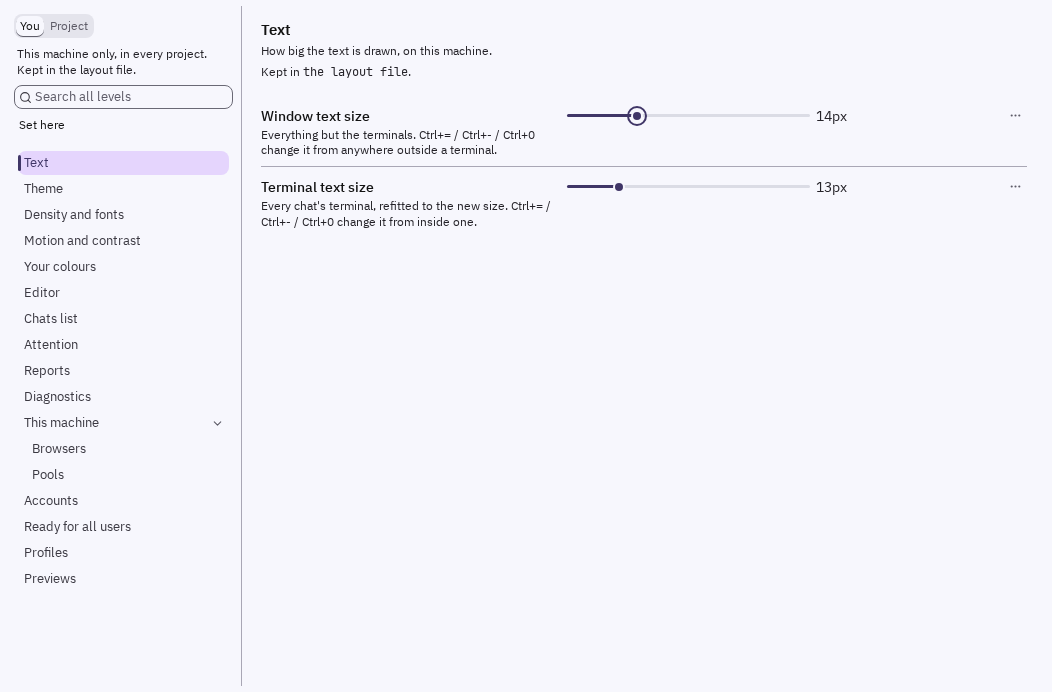 You Project
This machine only, in every project.
Kept in the layout file.
Search all levels
Set here
Text
Theme
Density and fonts
Motion and contrast
Your colours
Editor
Chats list
Attention
Reports
Diagnostics
This machine
Browsers
Pools
Accounts
Ready for all users
Profiles
Previews
Text
How big the text is drawn, on this machine.
Kept in the layout file.
Window text size
14px
Everything but the terminals. Ctrl+= / Ctrl+- / Ctrl+0
change it from anywhere outside a terminal.
Terminal text size
13px
Every chat's terminal, refitted to the new size. Ctrl+= /
Ctrl+- / Ctrl+0 change it from inside one.